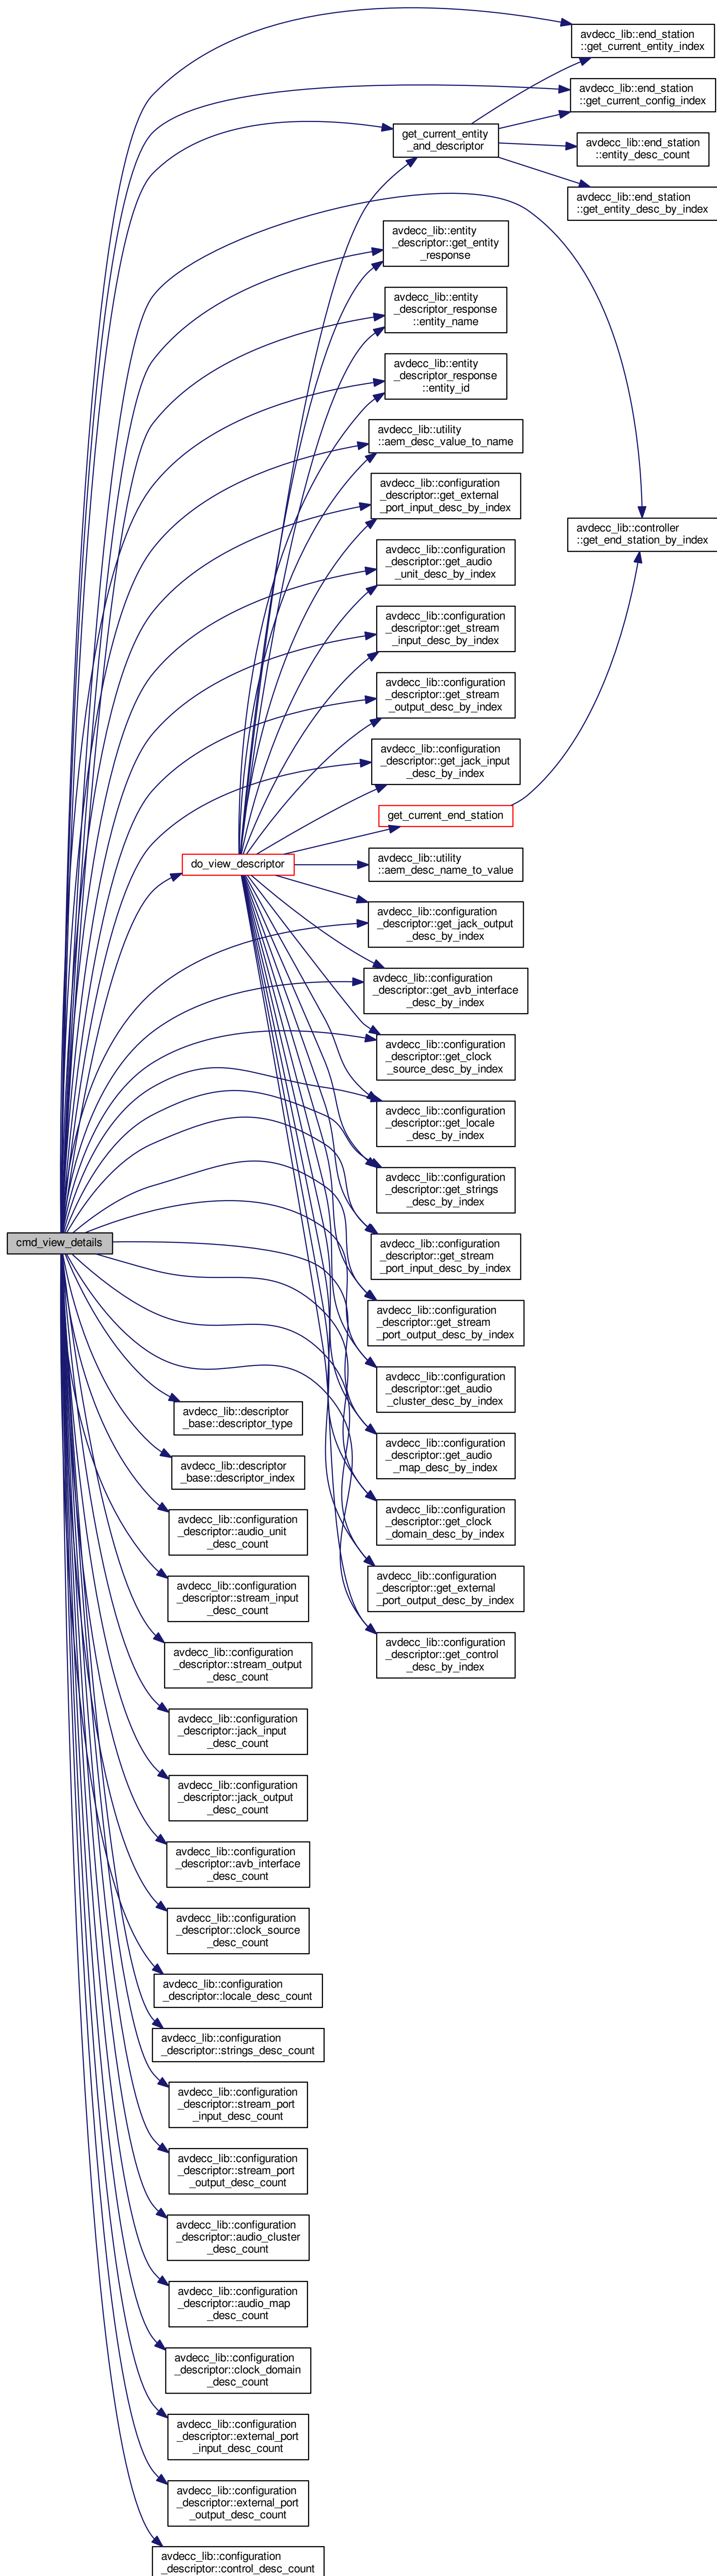 avdecc_lib::end_station
::get_current_entity_index
avdecc_lib::end_station
::get_current_config_index
get_current_entity
_and_descriptor
avdecc_lib::end_station
::entity_desc_count
avdecc_lib::end_station
::get_entity_desc_by_index
avdecc_lib::entity
_descriptor::get_entity
_response
avdecc_lib::entity
_descriptor_response
::entity_name
avdecc_lib::entity
_descriptor_response
::entity_id
avdecc_lib::utility
::aem_desc_value_to_name
avdecc_lib::configuration
_descriptor::get_external
_port_input_desc_by_index
avdecc_lib::controller
::get_end_station_by_index
avdecc_lib::configuration
_descriptor::get_audio
_unit_desc_by_index
avdecc_lib::configuration
_descriptor::get_stream
_input_desc_by_index
avdecc_lib::configuration
_descriptor::get_stream
_output_desc_by_index
avdecc_lib::configuration
_descriptor::get_jack_input
_desc_by_index
get_current_end_station
do_view_descriptor
avdecc_lib::utility
::aem_desc_name_to_value
avdecc_lib::configuration
_descriptor::get_jack_output
_desc_by_index
avdecc_lib::configuration
_descriptor::get_avb_interface
_desc_by_index
avdecc_lib::configuration
_descriptor::get_clock
_source_desc_by_index
avdecc_lib::configuration
_descriptor::get_locale
_desc_by_index
avdecc_lib::configuration
_descriptor::get_strings
_desc_by_index
cmd_view_details
avdecc_lib::configuration
_descriptor::get_stream
_port_input_desc_by_index
avdecc_lib::configuration
_descriptor::get_stream
_port_output_desc_by_index
avdecc_lib::configuration
_descriptor::get_audio
_cluster_desc_by_index
avdecc_lib::descriptor
_base::descriptor_type
avdecc_lib::configuration
_descriptor::get_audio
_map_desc_by_index
avdecc_lib::descriptor
_base::descriptor_index
avdecc_lib::configuration
_descriptor::get_clock
_domain_desc_by_index
avdecc_lib::configuration
_descriptor::audio_unit
_desc_count
avdecc_lib::configuration
_descriptor::get_external
_port_output_desc_by_index
avdecc_lib::configuration
_descriptor::stream_input
_desc_count
avdecc_lib::configuration
_descriptor::get_control
_desc_by_index
avdecc_lib::configuration
_descriptor::stream_output
_desc_count
avdecc_lib::configuration
_descriptor::jack_input
_desc_count
avdecc_lib::configuration
_descriptor::jack_output
_desc_count
avdecc_lib::configuration
_descriptor::avb_interface
_desc_count
avdecc_lib::configuration
_descriptor::clock_source
_desc_count
avdecc_lib::configuration
_descriptor::locale_desc_count
avdecc_lib::configuration
_descriptor::strings_desc_count
avdecc_lib::configuration
_descriptor::stream_port
_input_desc_count
avdecc_lib::configuration
_descriptor::stream_port
_output_desc_count
avdecc_lib::configuration
_descriptor::audio_cluster
_desc_count
avdecc_lib::configuration
_descriptor::audio_map
_desc_count
avdecc_lib::configuration
_descriptor::clock_domain
_desc_count
avdecc_lib::configuration
_descriptor::external_port
_input_desc_count
avdecc_lib::configuration
_descriptor::external_port
_output_desc_count
avdecc_lib::configuration
_descriptor::control_desc_count